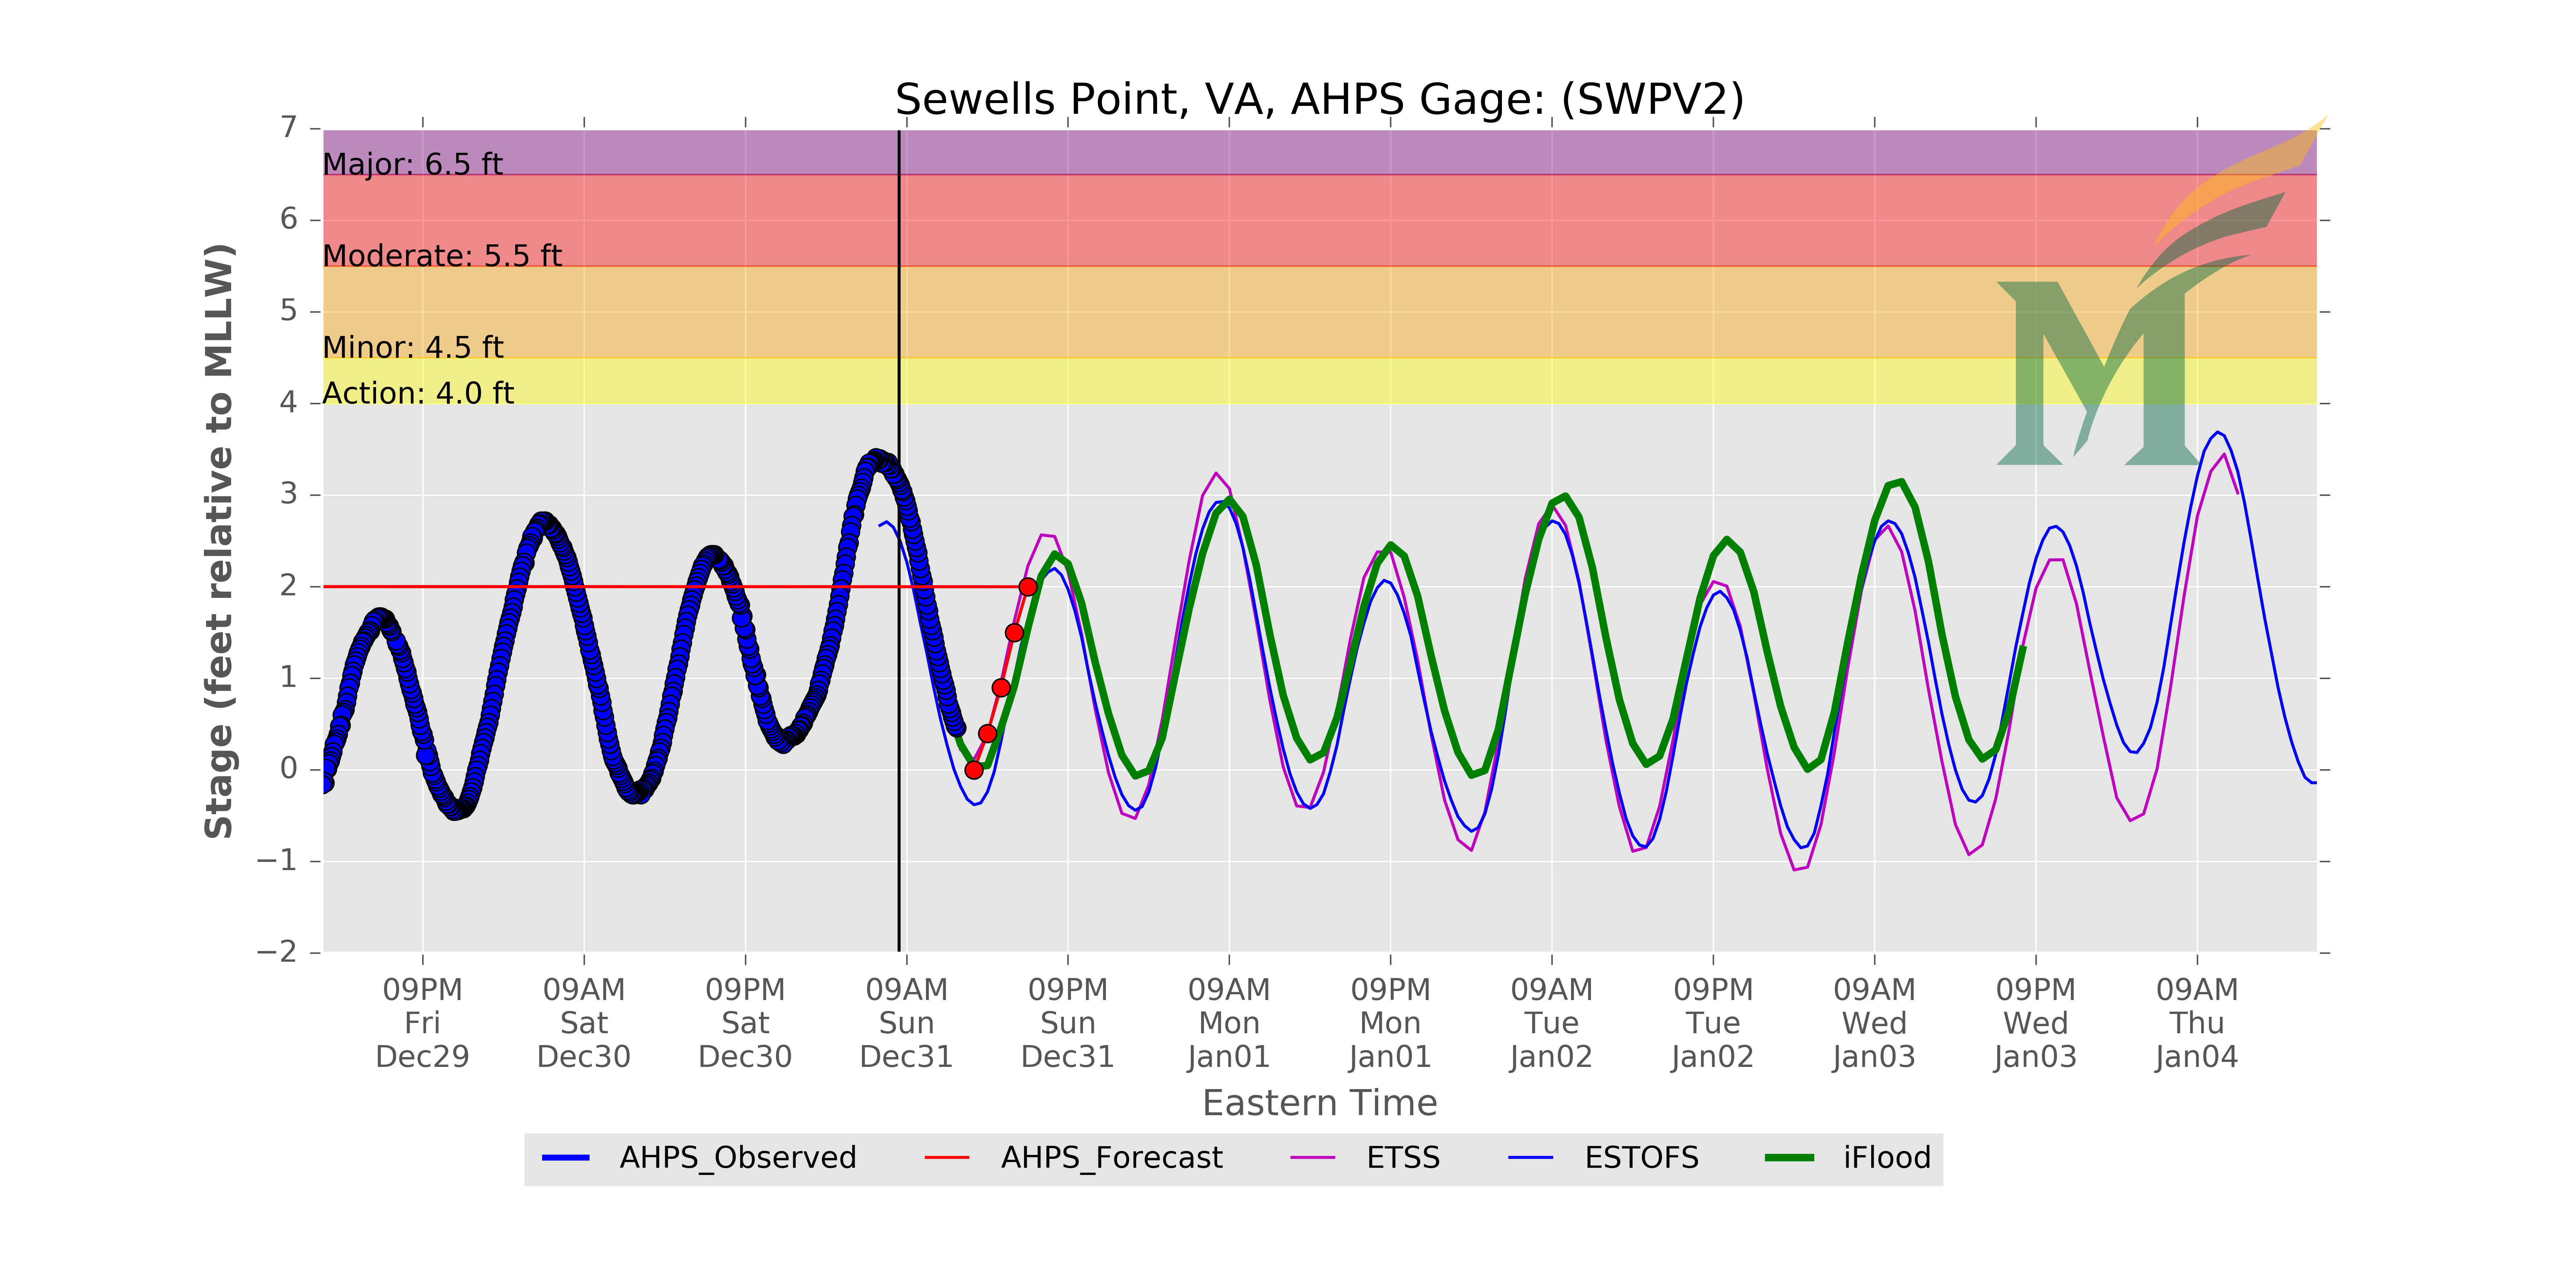 Sewells Point, VA, AHPS Gage: (SWPV2)
Stage (feet relative to MLLW)
7
6
5
4
3
2
1
0
−1
−2
Major: 6.5 ft
Moderate: 5.5 ft
Minor: 4.5 ft
Action: 4.0 ft
M
09PM 09AM 09PM 09AM 09PM 09AM 09PM 09AM 09PM 09AM 09PM 09AM
Fri Sat Sat Sun Sun Mon Mon Tue Tue Wed Wed Thu
Dec29 Dec30 Dec30 Dec31 Dec31 Jan01 Jan01 Jan02 Jan02 Jan03 Jan03 Jan04
Eastern Time
AHPS_Observed AHPS_Forecast ETSS ESTOFS iFlood